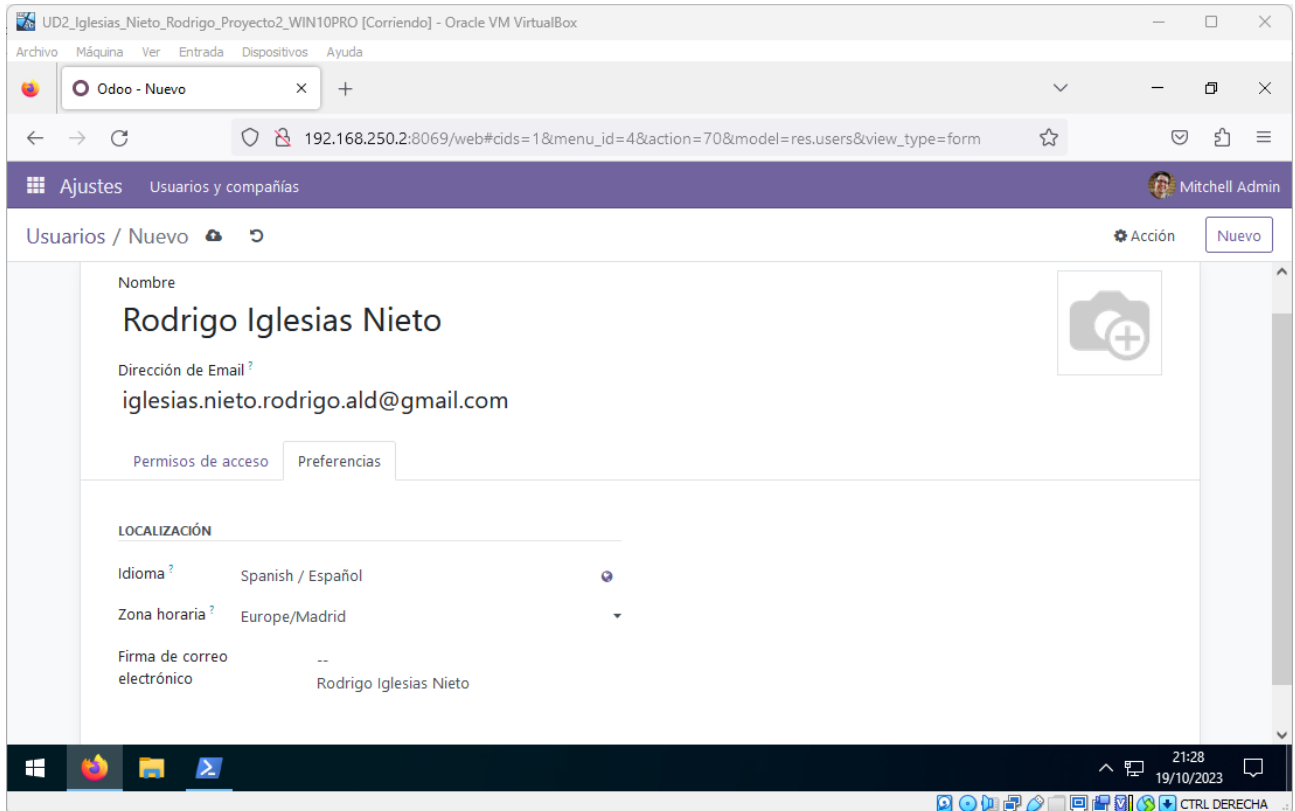 UD2_Iglesias_Nieto_Rodrigo_Proyecto2_WIN10PRO [Corriendo] - Oracle VM VirtualBox
Archivo Máquina Ver Entrada Dispositivos Ayuda
Odoo - Nuevo
192.168.250.2:8069/web#cids=1&menu_id=4&action=70&model=res.users&view_type=form
Ajustes Usuarios y compañías Mitchell Admin
Usuarios / Nuevo Acción Nuevo
Nombre
Rodrigo Iglesias Nieto
Dirección de Email ?
iglesias.nieto.rodrigo.ald@gmail.com
Permisos de acceso Preferencias
LOCALIZACIÓN
Idioma ? Spanish / Español
Zona horaria ? Europe/Madrid
Firma de correo electrónico
--
Rodrigo Iglesias Nieto
21:28
19/10/2023
CTRL DERECHA